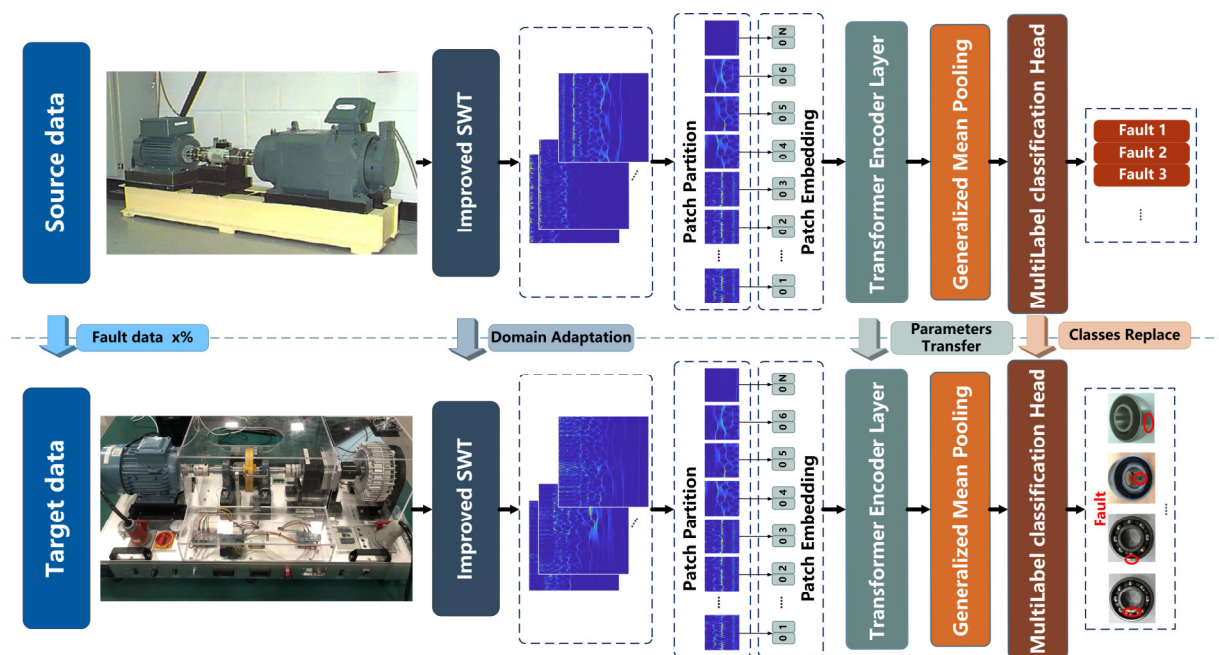 Source data
Improved SWT
Patch Partition
0 N
0 6
0 5
0 4
0 3
0 2
....
0 1
Patch Embedding
Transformer Encoder Layer
Generalized Mean Pooling
MultiLabel classification Head
Fault 1
Fault 2
Fault 3
....
Fault data x%
Domain Adaptation
Parameters
Transfer
Classes Replace
Target data
Improved SWT
Patch Partition
0 N
0 6
0 5
0 4
0 3
0 2
....
0 1
Patch Embedding
Transformer Encoder Layer
Generalized Mean Pooling
MultiLabel classification Head
Fault
....